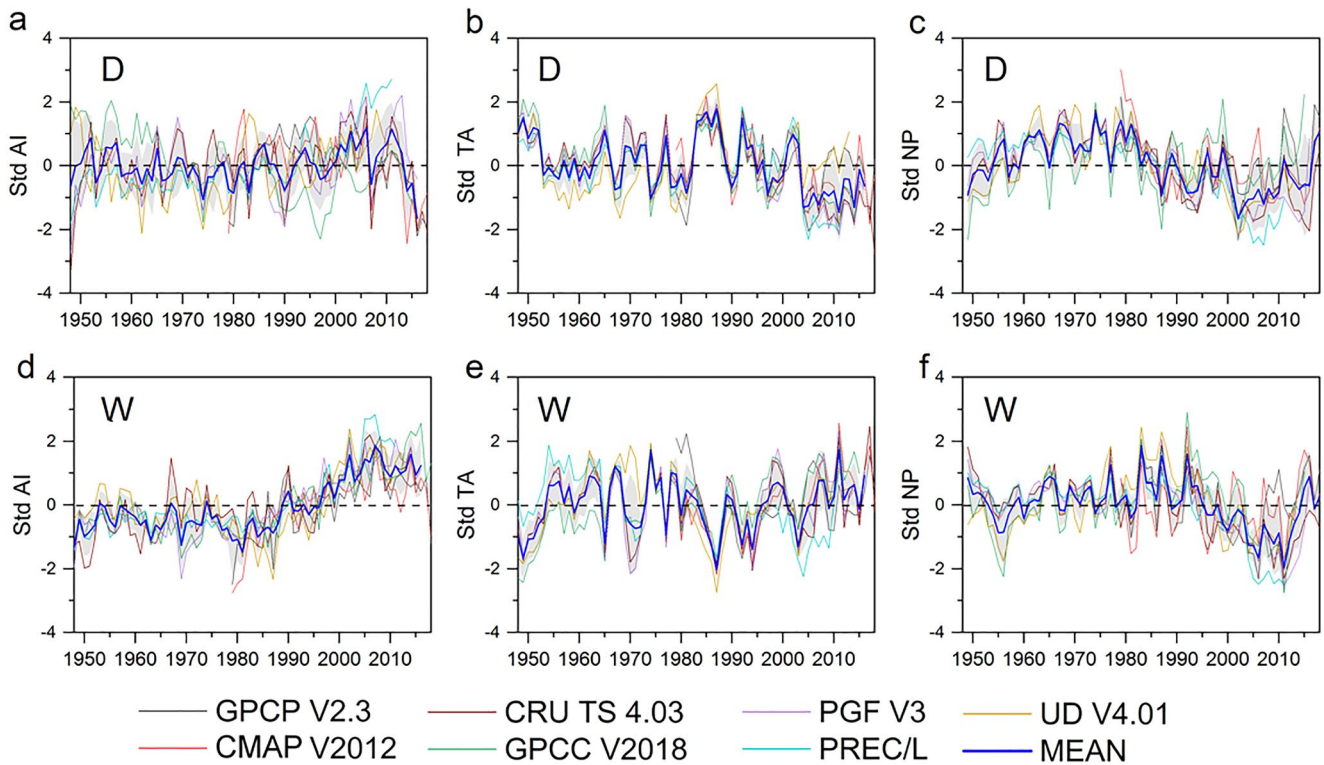 a
4
2
0
-2
-4
Std AI
D
1950 1960 1970 1980 1990 2000 2010
b
4
2
0
-2
-4
Std TA
D
1950 1960 1970 1980 1990 2000 2010
c
4
2
0
-2
-4
Std NP
D
1950 1960 1970 1980 1990 2000 2010
d
4
2
0
-2
-4
Std AI
W
1950 1960 1970 1980 1990 2000 2010
e
4
2
0
-2
-4
Std TA
W
1950 1960 1970 1980 1990 2000 2010
f
4
2
0
-2
-4
Std NP
W
1950 1960 1970 1980 1990 2000 2010
GPCP V2.3 CRU TS 4.03 PGF V3 UD V4.01
CMAP V2012 GPCC V2018 PREC/L MEAN